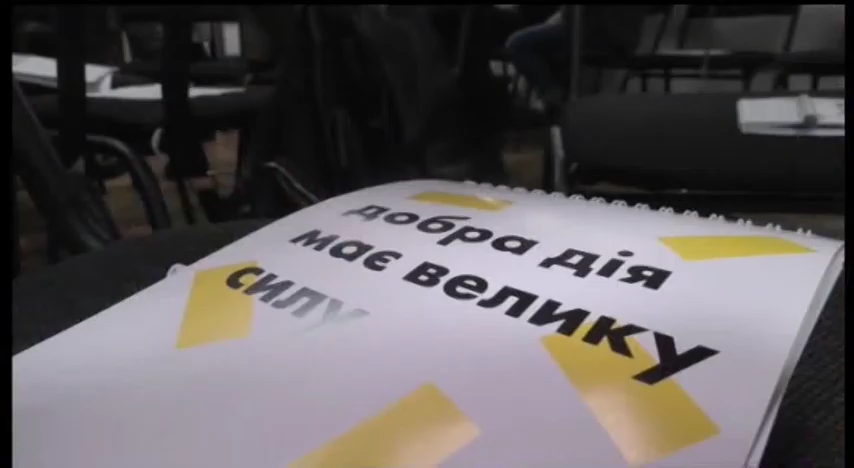 добра дія
має велику
силу